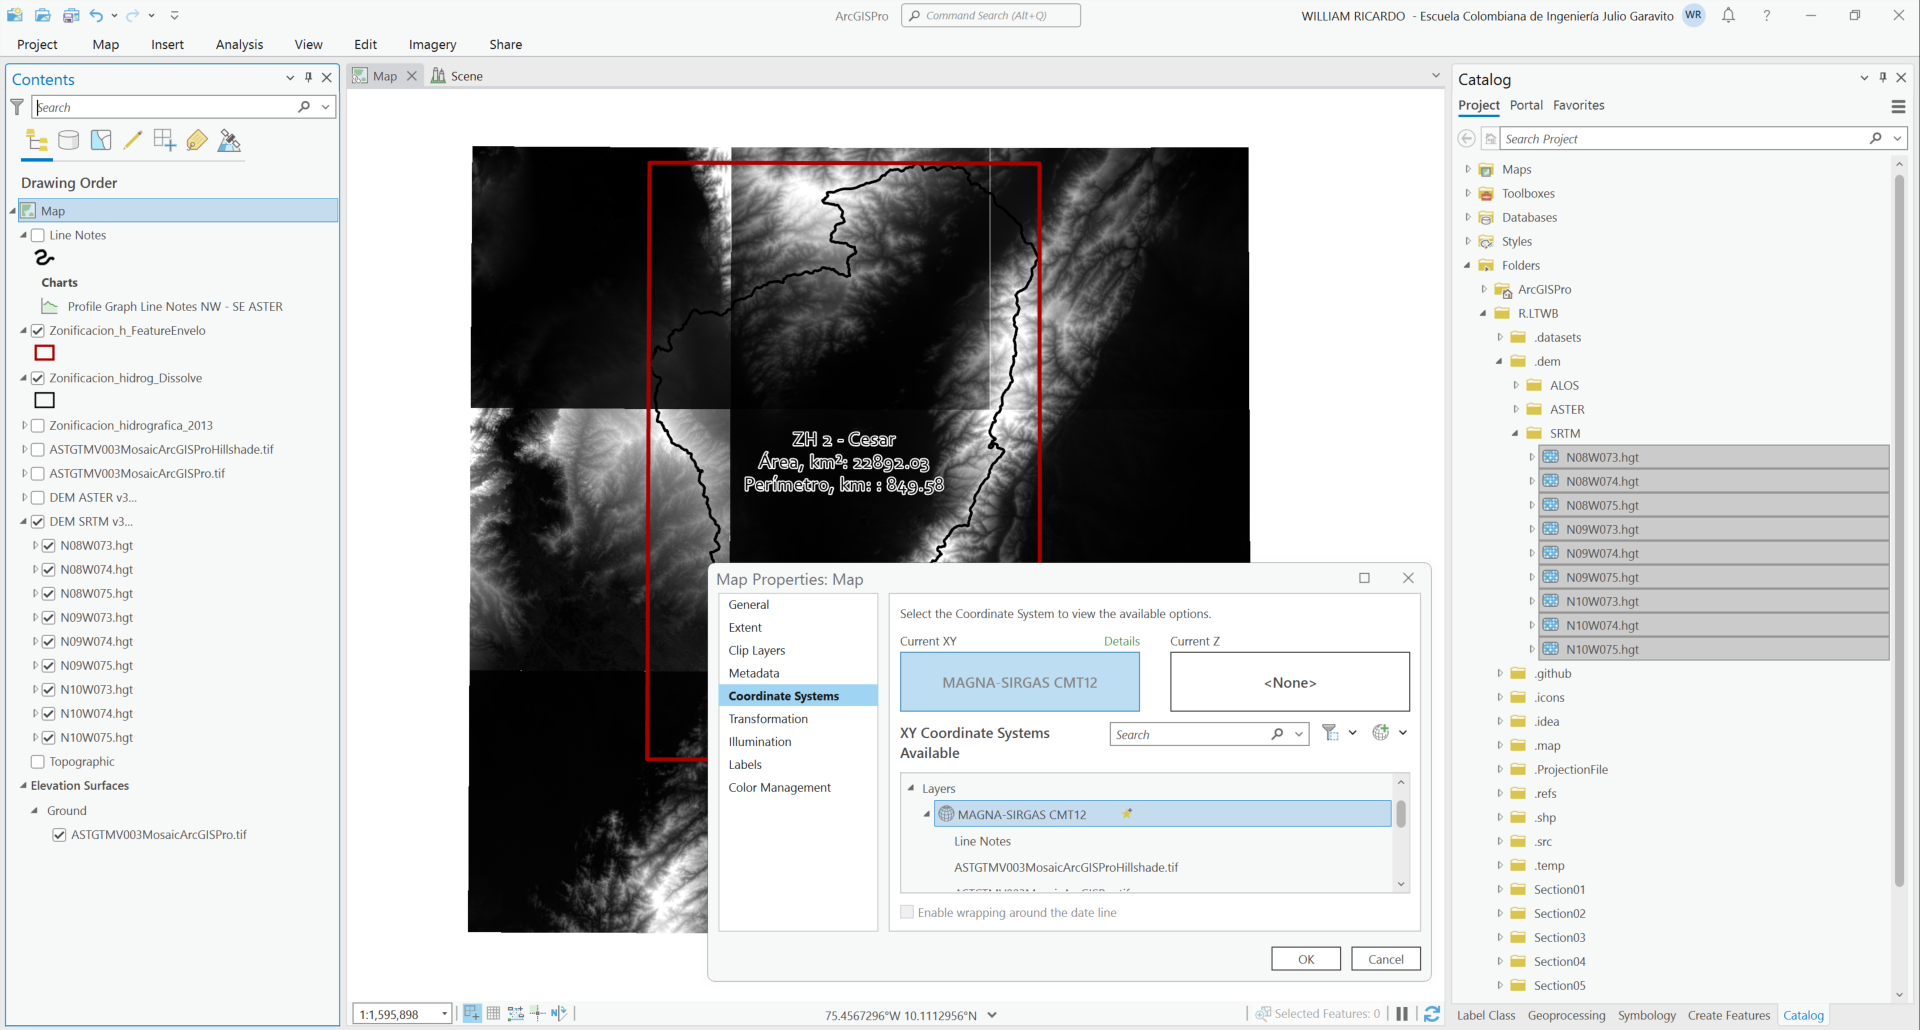 ArcGISPro
Command Search (Alt+Q)
WILLIAM RICARDO - Escuela Colombiana de Ingeniería Julio Garavito
WR
Project
Map
Insert
Analysis
View
Edit
Imagery
Share
Contents
Search
Drawing Order
Map
Line Notes
Charts
Profile Graph Line Notes NW - SE ASTER
Zonificacion_h_FeatureEnvelo
Zonificacion_hidrog_Dissolve
Zonificacion_hidrografica_2013
ASTGTMV003MosaicArcGISProHillshade.tif
ASTGTMV003MosaicArcGISPro.tif
DEM ASTER v3...
DEM SRTM v3...
N08W073.hgt
N08W074.hgt
N08W075.hgt
N09W073.hgt
N09W074.hgt
N09W075.hgt
N10W073.hgt
N10W074.hgt
N10W075.hgt
Topographic
Elevation Surfaces
Ground
ASTGTMV003MosaicArcGISPro.tif
Map
Scene
ZH 2 - Cesar
Área, km²: 22892.03
Perímetro, km: : 849.58
Map Properties: Map
General
Extent
Clip Layers
Metadata
Coordinate Systems
Transformation
Illumination
Labels
Color Management
Select the Coordinate System to view the available options.
Current XY
Details
Current Z
MAGNA-SIRGAS CMT12
<None>
XY Coordinate Systems
Available
Search
Layers
MAGNA-SIRGAS CMT12
Line Notes
ASTGTMV003MosaicArcGISProHillshade.tif
Enable wrapping around the date line
OK
Cancel
1:1,595,898
75.4567296°W 10.1112956°N
Selected Features: 0
Catalog
Project
Portal
Favorites
Search Project
Maps
Toolboxes
Databases
Styles
Folders
ArcGISPro
R.LTWB
.datasets
.dem
ALOS
ASTER
SRTM
N08W073.hgt
N08W074.hgt
N08W075.hgt
N09W073.hgt
N09W074.hgt
N09W075.hgt
N10W073.hgt
N10W074.hgt
N10W075.hgt
.github
.icons
.idea
.map
.ProjectionFile
.refs
.shp
.src
.temp
Section01
Section02
Section03
Section04
Section05
Label Class
Geoprocessing
Symbology
Create Features
Catalog